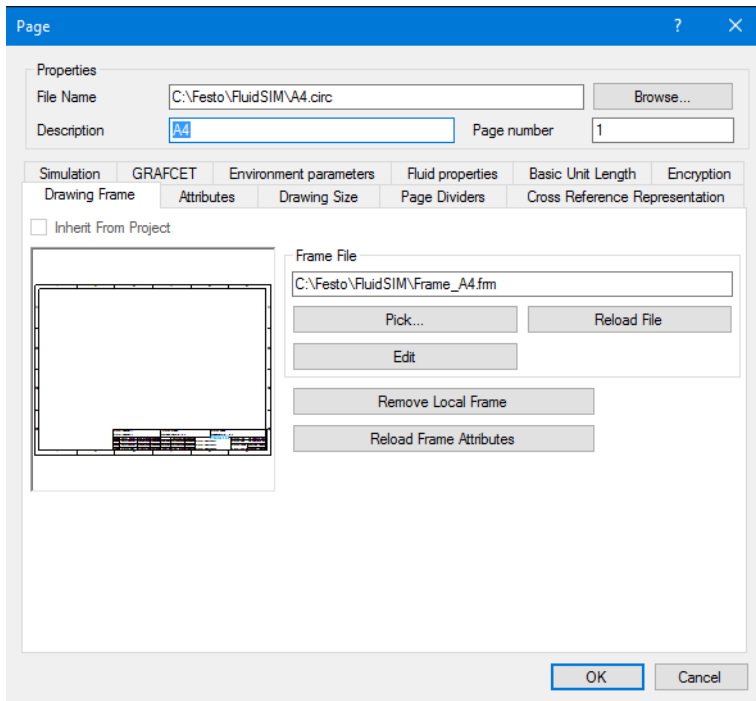 Page
Properties
File Name C:\Festo\FluidSIM\A4.circ Browse...
Description A4 Page number 1
Simulation GRAFCET Environment parameters Fluid properties Basic Unit Length Encryption
Drawing Frame Attributes Drawing Size Page Dividers Cross Reference Representation
Inherit From Project
Frame File
C:\Festo\FluidSIM\Frame_A4.frm
Pick... Reload File
Edit
Remove Local Frame
Reload Frame Attributes
FESTO
OK Cancel